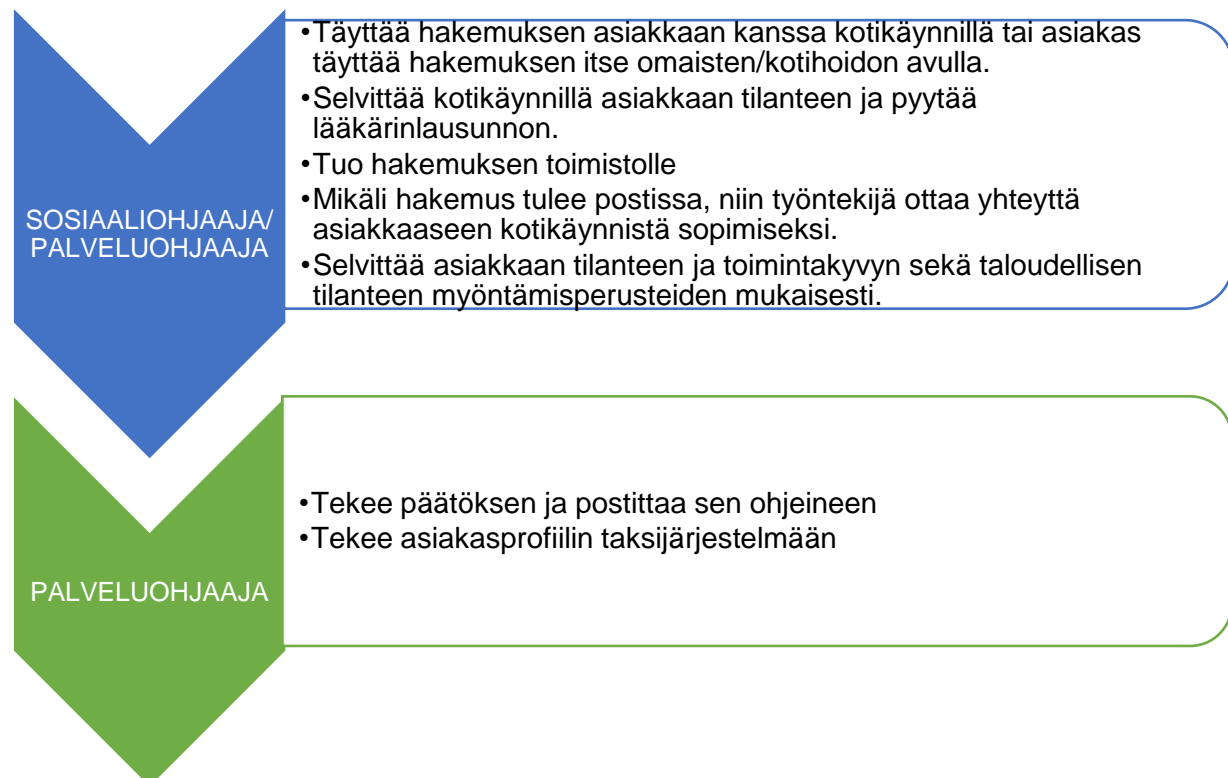 SOSIAALIOHJAAJA/
PALVELUOHJAAJA
•Täyttää hakemuksen asiakkaan kanssa kotikäynnillä tai asiakas
täyttää hakemuksen itse omaisten/kotihoidon avulla.
•Selvittää kotikäynnillä asiakkaan tilanteen ja pyytää
lääkärinlausunnon.
•Tuo hakemuksen toimistolle
•Mikäli hakemus tulee postissa, niin työntekijä ottaa yhteyttä
asiakkaaseen kotikäynnistä sopimiseksi.
•Selvittää asiakkaan tilanteen ja toimintakyvyn sekä taloudellisen
tilanteen myöntämisperusteiden mukaisesti.
PALVELUOHJAAJA
•Tekee päätöksen ja postittaa sen ohjeineen
•Tekee asiakasprofiilin taksijärjestelmään